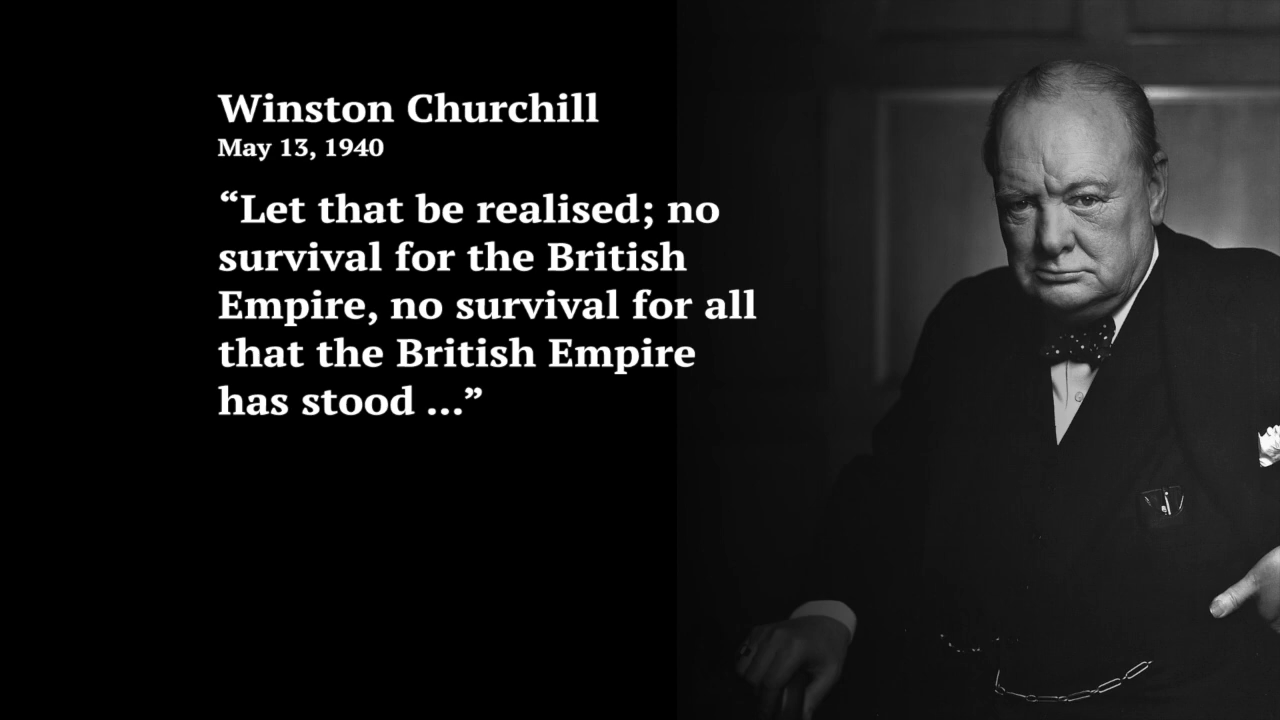 Winston Churchill
May 13, 1940
“Let that be realised; no
survival for the British
Empire, no survival for all
that the British Empire
has stood ...”